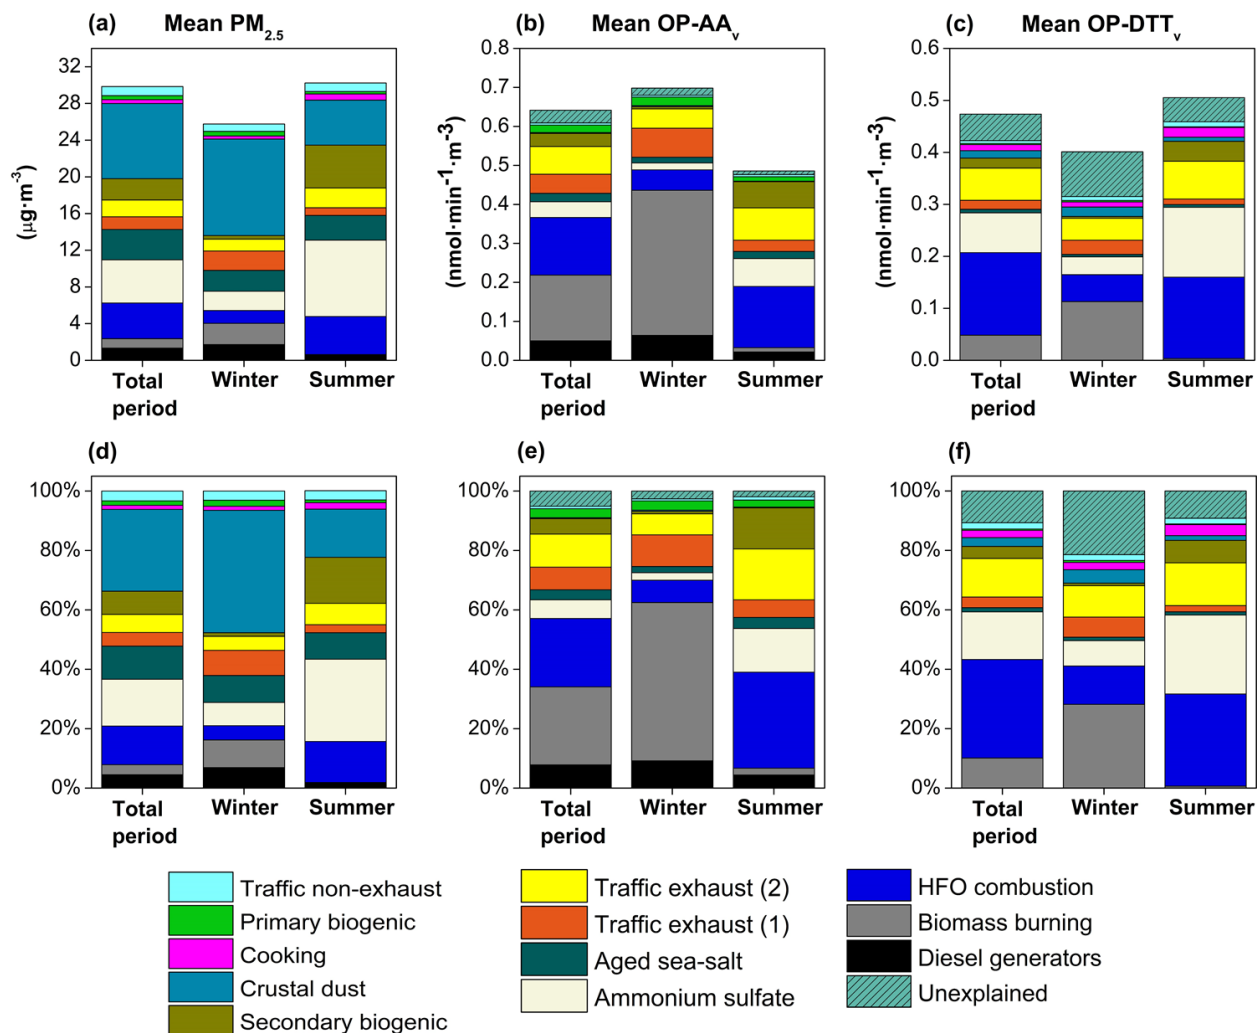 (a) Mean PM2.5
(b) Mean OP-AAv
(c) Mean OP-DTTv
(μg·m-3)
32
28
24
20
16
12
8
4
0
Total period
Winter
Summer
(nmol·min-1·m-3)
0.8
0.7
0.6
0.5
0.4
0.3
0.2
0.1
0.0
Total period
Winter
Summer
(nmol·min-1·m-3)
0.6
0.5
0.4
0.3
0.2
0.1
0.0
Total period
Winter
Summer
(d)
100%
80%
60%
40%
20%
0%
Total period
Winter
Summer
(e)
100%
80%
60%
40%
20%
0%
Total period
Winter
Summer
(f)
100%
80%
60%
40%
20%
0%
Total period
Winter
Summer
Traffic non-exhaust
Primary biogenic
Cooking
Crustal dust
Secondary biogenic
Traffic exhaust (2)
Traffic exhaust (1)
Aged sea-salt
Ammonium sulfate
HFO combustion
Biomass burning
Diesel generators
Unexplained